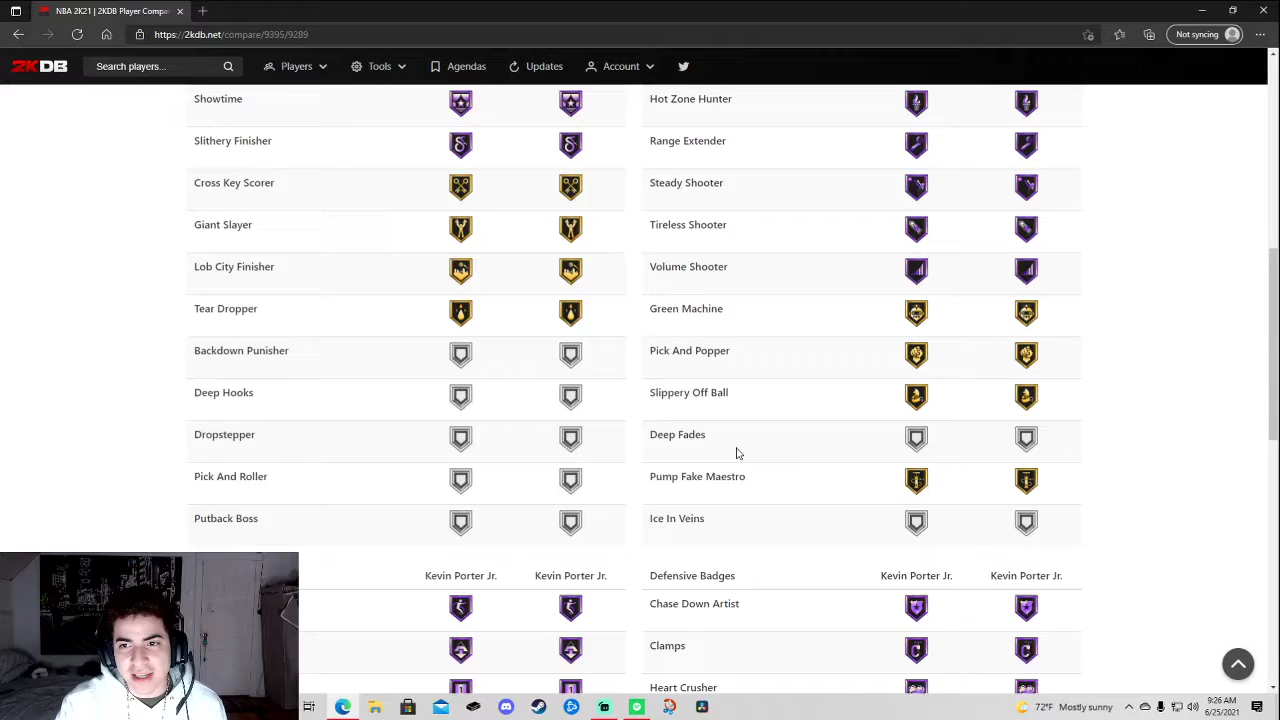 NBA 2K21 | 2KDB Player Compa
https://2kdb.net/compare/9395/9289
Not syncing
2KDB
Search players...
Players
Tools
Agendas
Updates
Account
Showtime
Hot Zone Hunter
Slithery Finisher
Range Extender
Cross Key Scorer
Steady Shooter
Giant Slayer
Tireless Shooter
Lob City Finisher
Volume Shooter
Tear Dropper
Green Machine
Backdown Punisher
Pick And Popper
Deep Hooks
Slippery Off Ball
Dropstepper
Deep Fades
Pick And Roller
Pump Fake Maestro
Putback Boss
Ice In Veins
Kevin Porter Jr. Kevin Porter Jr. Defensive Badges Kevin Porter Jr. Kevin Porter Jr.
Chase Down Artist
Clamps
Heart Crusher
72°F Mostly sunny
9:26 AM
6/25/2021